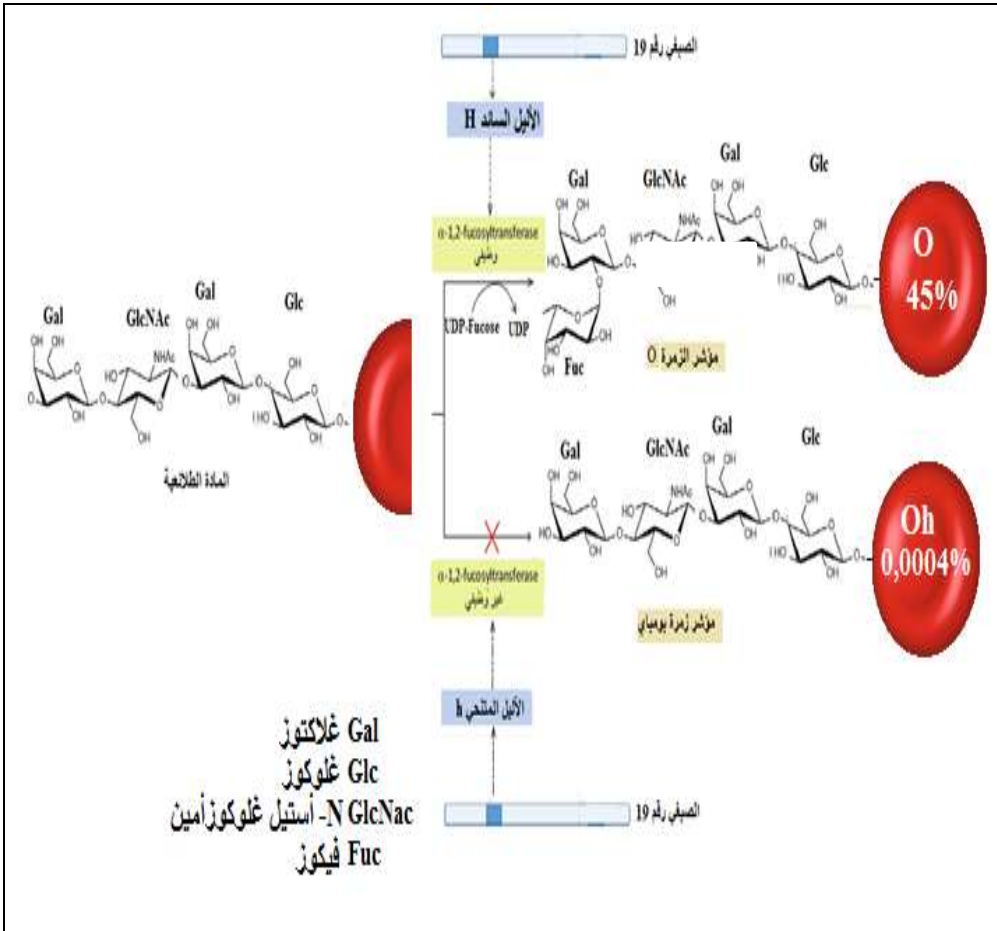 الصبغي رقم 19
الأليل السائد H
Gal GlcNAc Gal Glc
α-1,2-fucosyltransferase
وظيفي
UDP-Fucose UDP
Fuc
مؤشر الزمرة O
O
45%
Gal GlcNAc Gal Glc
المادة الطلائعية
Gal GlcNAc Gal Glc
Oh
0,0004%
α-1,2-fucosyltransferase
غير وظيفي
مؤشر زمرة بومباي
الأليل المتنحي h
الصبغي رقم 19
Gal غلاكتوز
Glc غلوكوز
GlcNac N- أستيل غلوكوزأمين
Fuc فيكوز